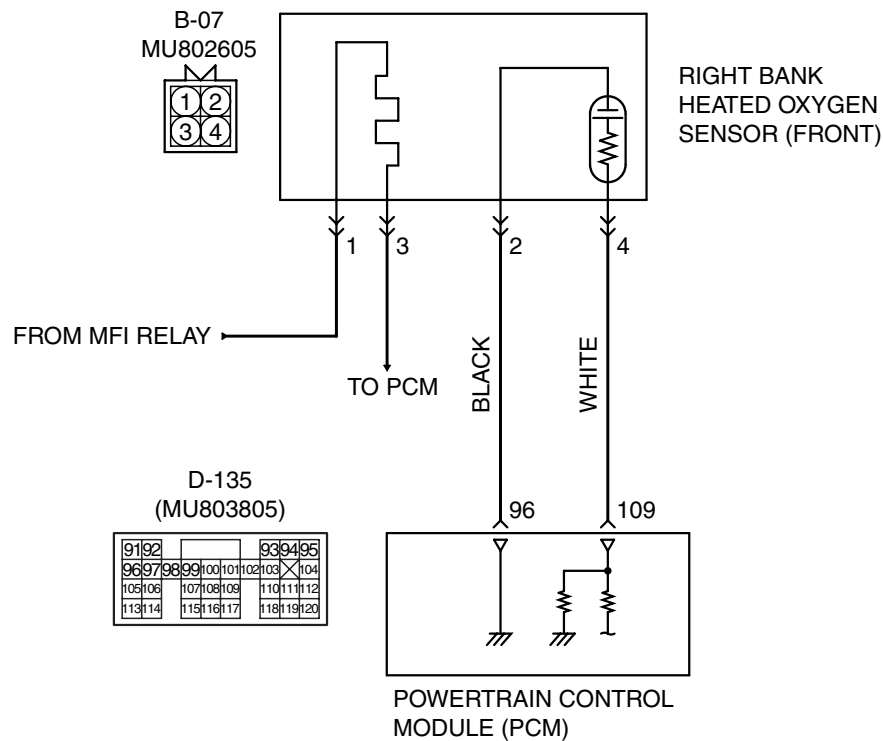 B-07
MU802605
1 2
3 4
RIGHT BANK
HEATED OXYGEN
SENSOR (FRONT)
1 3 2 4
FROM MFI RELAY
TO PCM
BLACK
WHITE
D-135
(MU803805)
96 109
91 92 93 94 95
96 97 98 99 100 101 102 103 104
105 106 107 108 109 110 111 112
113 114 115 116 117 118 119 120
POWERTRAIN CONTROL
MODULE (PCM)